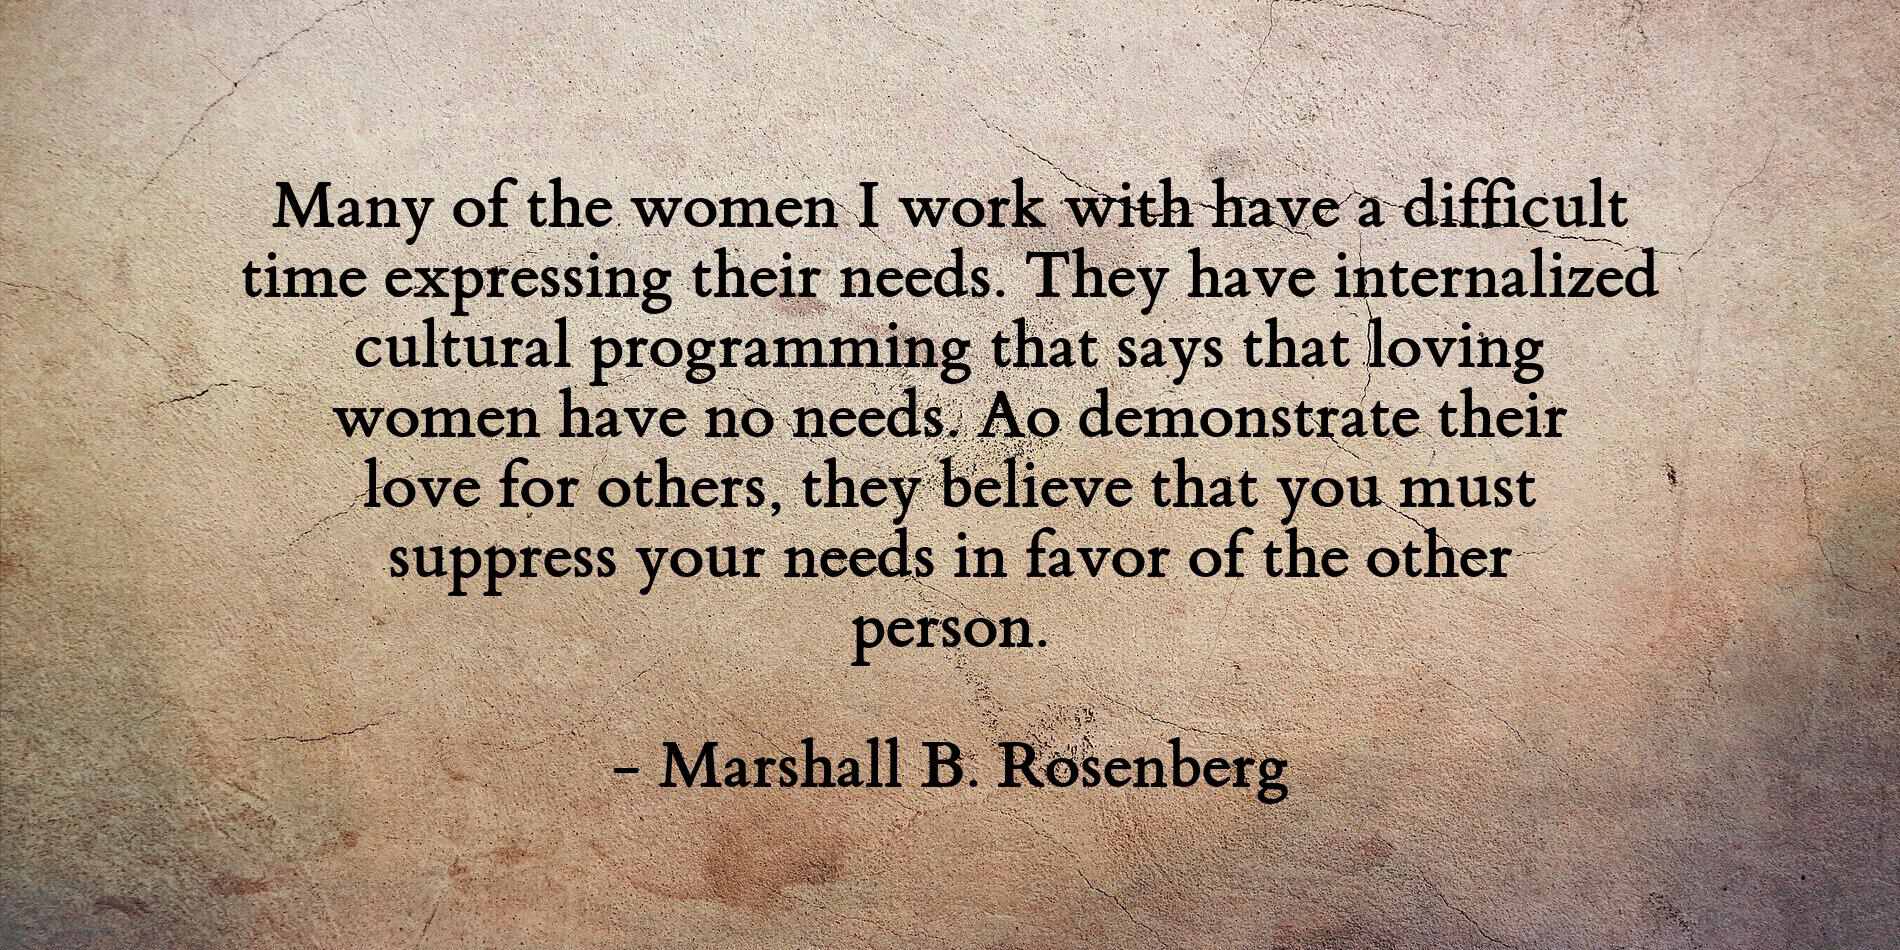 Many of the women I work with have a difficult
time expressing their needs. They have internalized
cultural programming that says that loving
women have no needs. Ao demonstrate their
love for others, they believe that you must
suppress your needs in favor of the other
person.
– Marshall B. Rosenberg